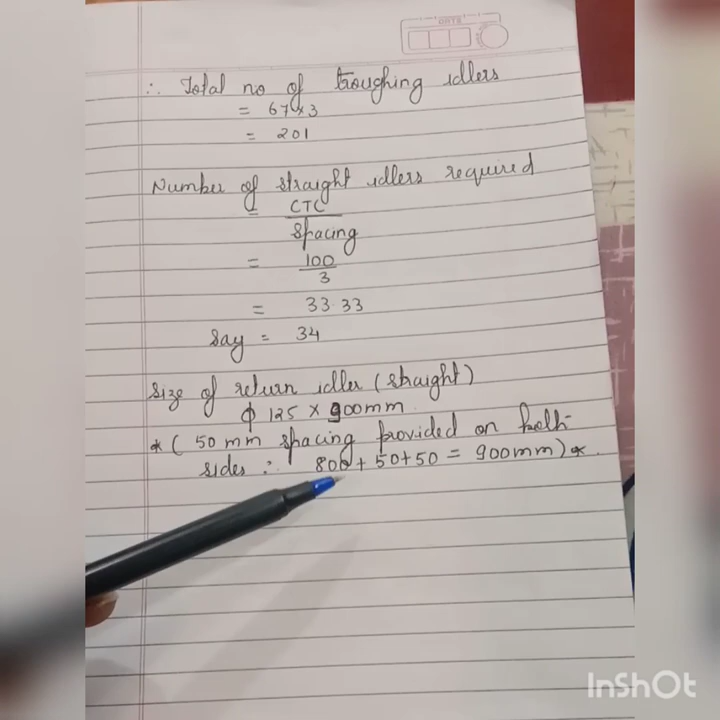 DATE
∴ Total no of troughing idlers
= 67×3
= 201
Number of straight idlers required
= CTC
spacing
= 100
3
= 33.33
Say = 34
Size of return idler (straight)
ϕ 125 × 900mm
* ( 50 mm spacing provided on both
sides ∴ 800 + 50+50 = 900mm) *
InShOt